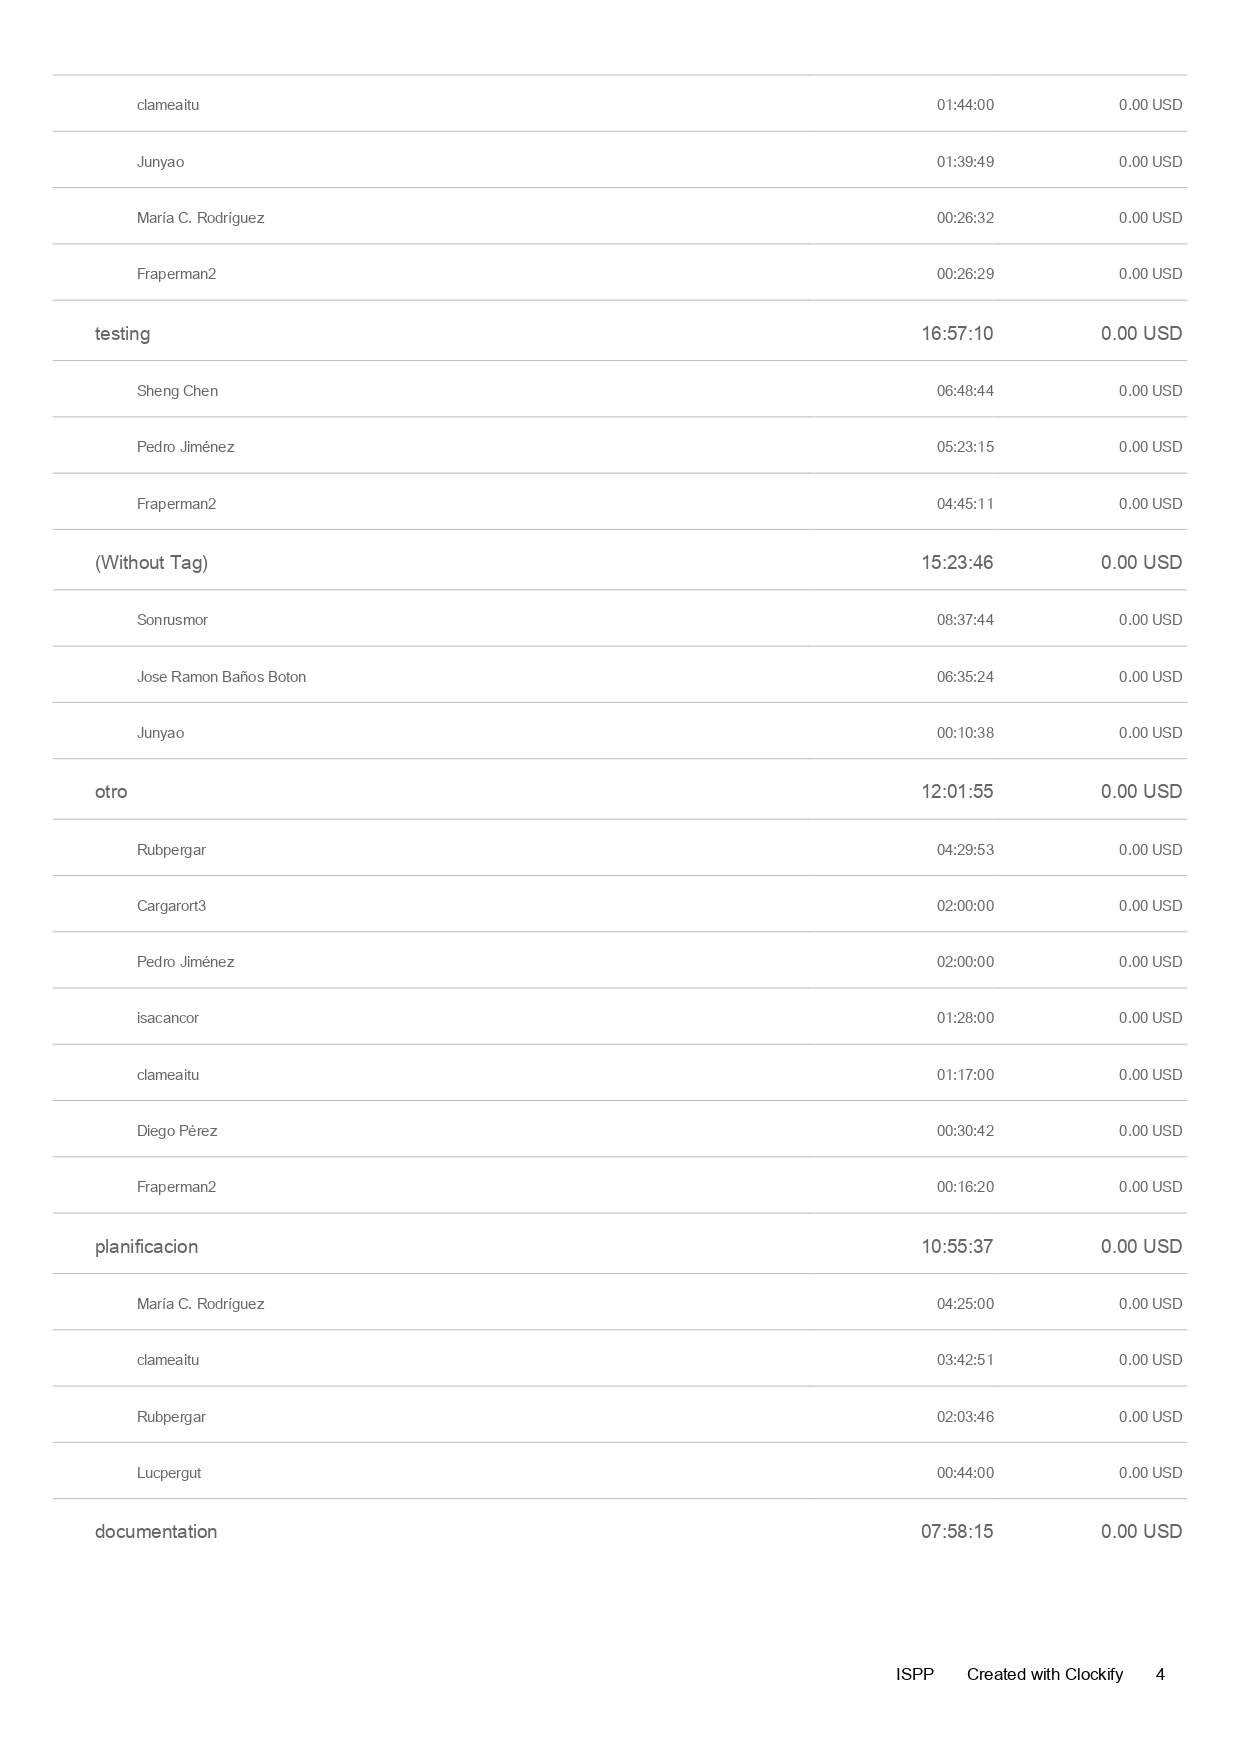 clameaitu 01:44:00 0.00 USD
Junyao 01:39:49 0.00 USD
María C. Rodríguez 00:26:32 0.00 USD
Fraperman2 00:26:29 0.00 USD
testing 16:57:10 0.00 USD
Sheng Chen 06:48:44 0.00 USD
Pedro Jiménez 05:23:15 0.00 USD
Fraperman2 04:45:11 0.00 USD
(Without Tag) 15:23:46 0.00 USD
Sonrusmor 08:37:44 0.00 USD
Jose Ramon Baños Boton 06:35:24 0.00 USD
Junyao 00:10:38 0.00 USD
otro 12:01:55 0.00 USD
Rubpergar 04:29:53 0.00 USD
Cargarort3 02:00:00 0.00 USD
Pedro Jiménez 02:00:00 0.00 USD
isacancor 01:28:00 0.00 USD
clameaitu 01:17:00 0.00 USD
Diego Pérez 00:30:42 0.00 USD
Fraperman2 00:16:20 0.00 USD
planificacion 10:55:37 0.00 USD
María C. Rodríguez 04:25:00 0.00 USD
clameaitu 03:42:51 0.00 USD
Rubpergar 02:03:46 0.00 USD
Lucpergut 00:44:00 0.00 USD
documentation 07:58:15 0.00 USD
ISPP Created with Clockify 4